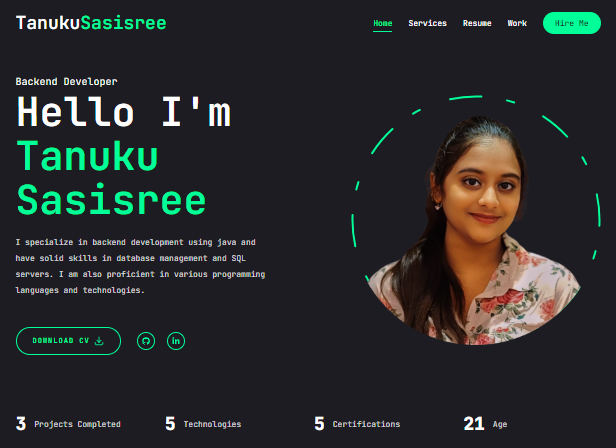 TanukuSasisree
Home Services Resume Work Hire Me
Backend Developer
Hello I'm
Tanuku
Sasisree
I specialize in backend development using java and
have solid skills in database management and SQL
servers. I am also proficient in various programming
languages and technologies.
DOWNLOAD CV
in
3 Projects Completed
5 Technologies
5 Certifications
21 Age